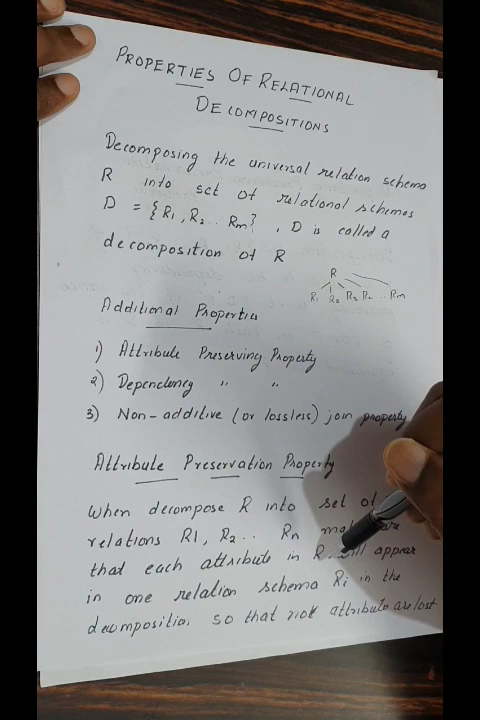 PROPERTIES OF RELATIONAL
DECOMPOSITIONS
Decomposing the universal relation schema
R into set of relational schemas
D = {R1, R2 .. Rm}, D is called a
decomposition of R
R
R1 R2 R3 R4 ... Rm
Additional Properties
1) Attribute Preserving Property
2) Dependency " "
3) Non-additive (or lossless) join property
Attribute Preservation Property
When decompose R into set of
relations R1, R2.. Rn
that each attribute in R will appear
in one relation schema Ri in the
decomposition so that not attribute are lost